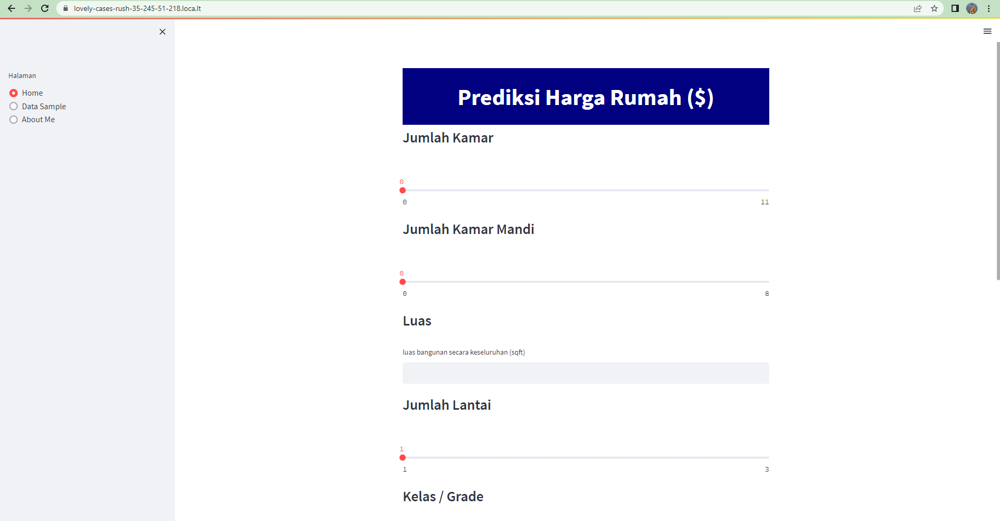 lovely-cases-rush-35-245-51-218.loca.lt
Halaman
Home
Data Sample
About Me
Prediksi Harga Rumah ($)
Jumlah Kamar
0
0 11
Jumlah Kamar Mandi
0
0 8
Luas
luas bangunan secara keseluruhan (sqft)
Jumlah Lantai
1
1 3
Kelas / Grade